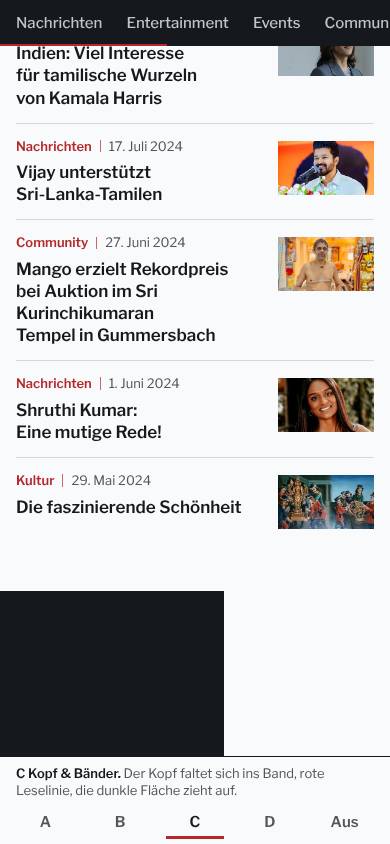 Nachrichten Entertainment Events Commun
Indien: Viel Interesse
für tamilische Wurzeln
von Kamala Harris
Nachrichten | 17. Juli 2024
Vijay unterstützt
Sri-Lanka-Tamilen
Community | 27. Juni 2024
Mango erzielt Rekordpreis
bei Auktion im Sri
Kurinchikumaran
Tempel in Gummersbach
Nachrichten | 1. Juni 2024
Shruthi Kumar:
Eine mutige Rede!
Kultur | 29. Mai 2024
Die faszinierende Schönheit
C Kopf & Bänder. Der Kopf faltet sich ins Band, rote
Leselinie, die dunkle Fläche zieht auf.
A B C D Aus